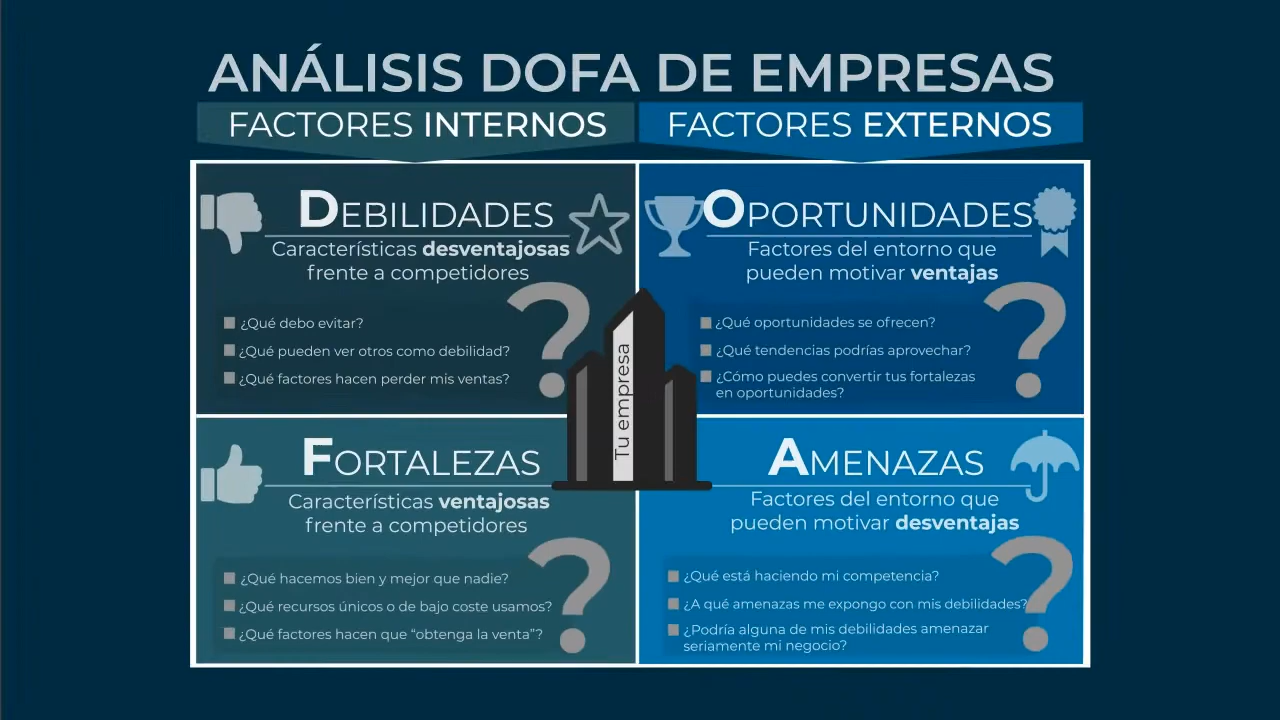 ANÁLISIS DOFA DE EMPRESAS
FACTORES INTERNOS
FACTORES EXTERNOS
DEBILIDADES
Características desventajosas
frente a competidores
¿Qué debo evitar?
¿Qué pueden ver otros como debilidad?
¿Qué factores hacen perder mis ventas?
OPORTUNIDADES
Factores del entorno que
pueden motivar ventajas
¿Qué oportunidades se ofrecen?
¿Qué tendencias podrías aprovechar?
¿Cómo puedes convertir tus fortalezas
en oportunidades?
Tu empresa
FORTALEZAS
Características ventajosas
frente a competidores
¿Qué hacemos bien y mejor que nadie?
¿Qué recursos únicos o de bajo coste usamos?
¿Qué factores hacen que “obtenga la venta”?
AMENAZAS
Factores del entorno que
pueden motivar desventajas
¿Qué está haciendo mi competencia?
¿A qué amenazas me expongo con mis debilidades?
¿Podría alguna de mis debilidades amenazar
seriamente mi negocio?